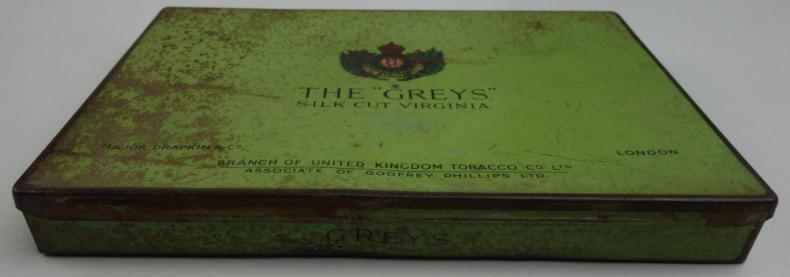 THE "GREYS"
SILK CUT VIRGINIA
MAJOR DRAPKIN & Co. LONDON
BRANCH OF UNITED KINGDOM TOBACCO CO. LTD
ASSOCIATE OF GODFREY PHILLIPS LTD.
GREYS